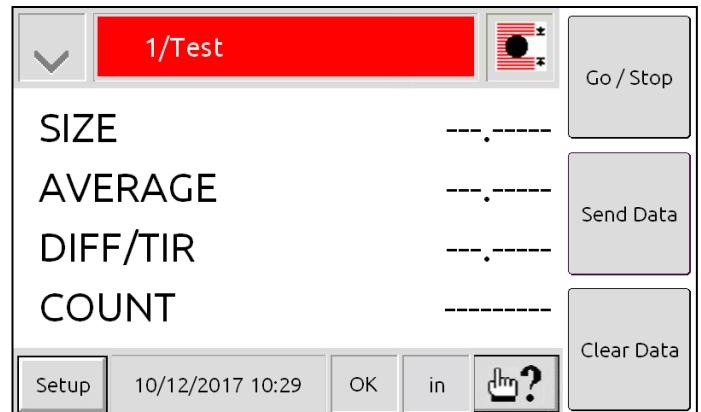 1/Test
Go / Stop
SIZE ---.-----
AVERAGE ---.-----
Send Data
DIFF/TIR ---.-----
COUNT ---------
Clear Data
Setup 10/12/2017 10:29 OK in ?